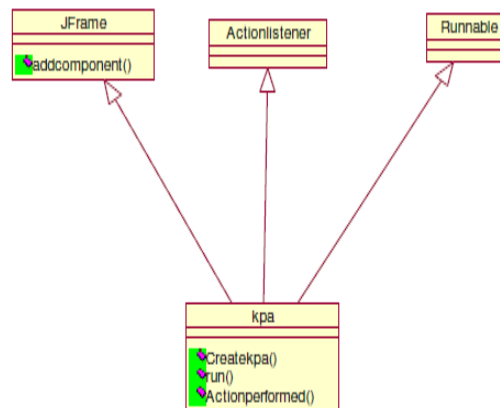 JFrame
addcomponent()
Actionlistener
Runnable
kpa
Createkpa()
run()
Actionperformed()